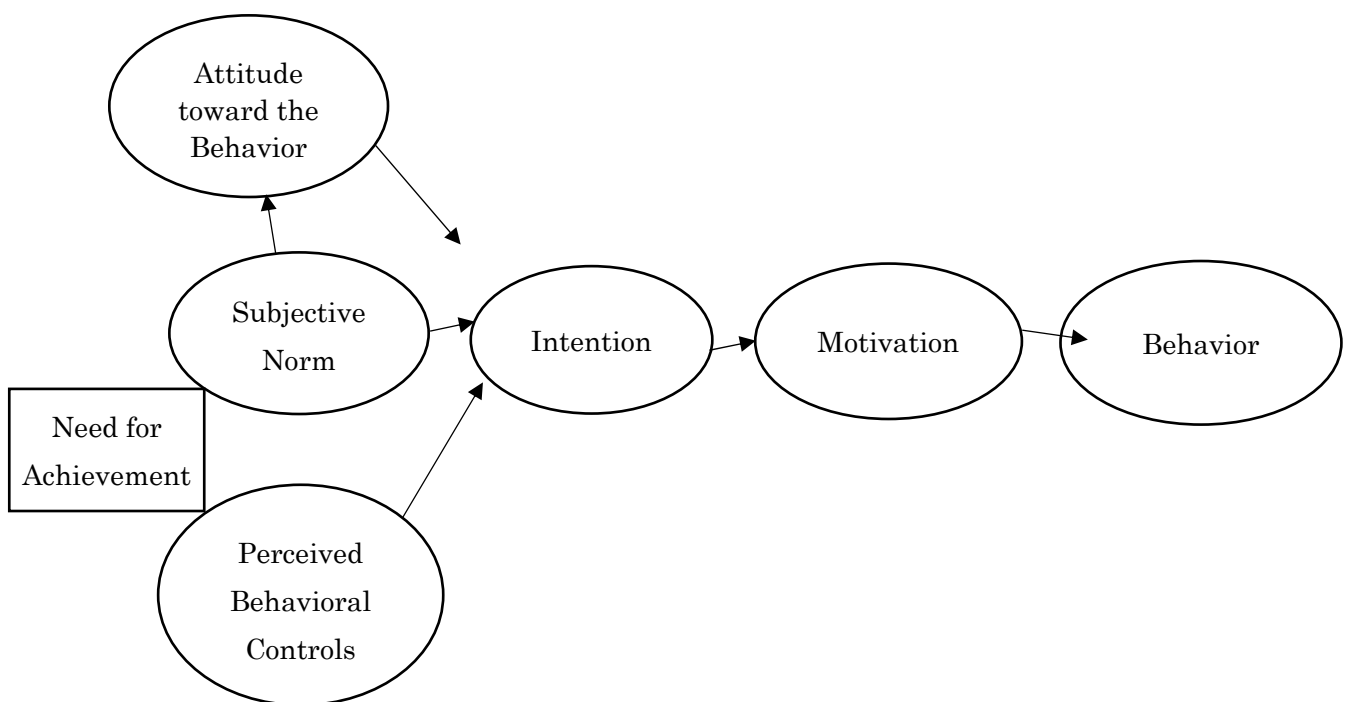 Attitude
toward the
Behavior
Subjective
Norm
Intention
Motivation
Behavior
Need for
Achievement
Perceived
Behavioral
Controls